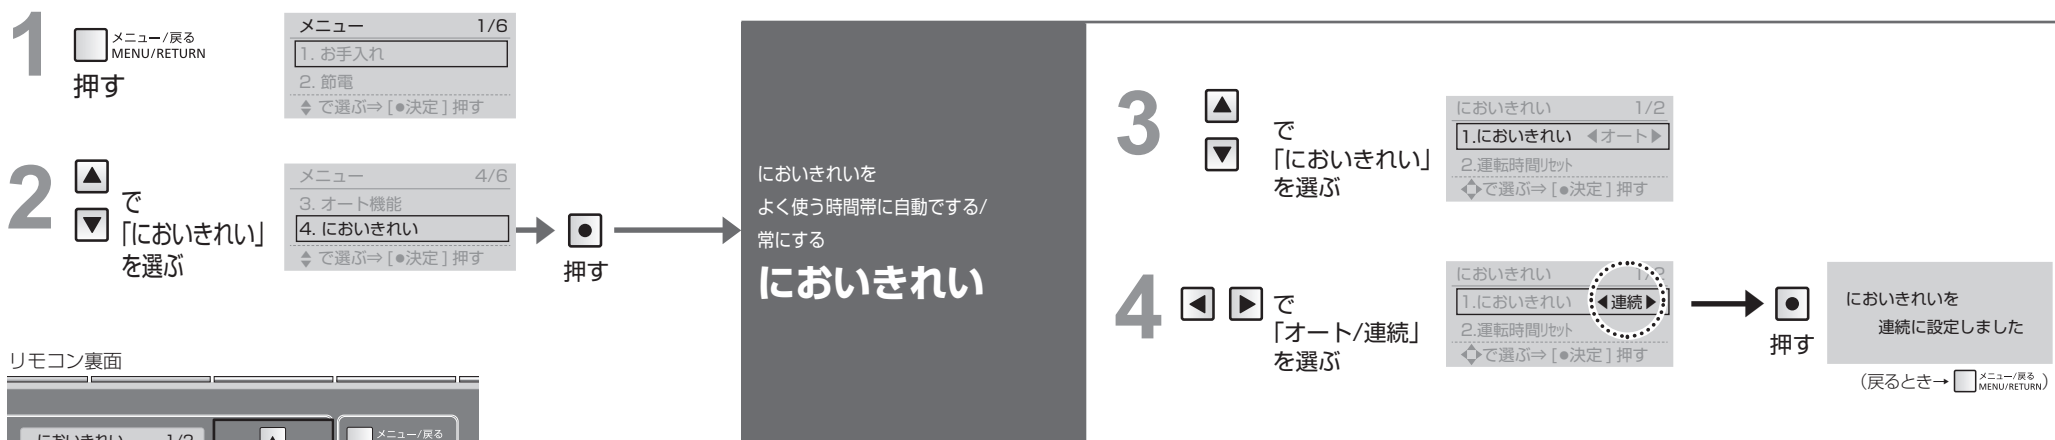 1
メニュー/戻る
MENU/RETURN
押す
メニュー 1/6
1. お手入れ
2. 節電
で選ぶ⇒[●決定]押す
2
▲
▼
で
「においきれい」
を選ぶ
メニュー 4/6
3. オート機能
4. においきれい
で選ぶ⇒[●決定]押す
押す
リモコン裏面
においきれい 1/2
▲
メニュー/戻る
においきれいを
よく使う時間帯に自動でする/
常にする
においきれい
3
▲
▼
で
「においきれい」
を選ぶ
においきれい 1/2
1.においきれい ◀オート▶
2.運転時間リセット
で選ぶ⇒[●決定]押す
4
◀ ▶ で
「オート/連続」
を選ぶ
においきれい 1/2
1.においきれい ◀連続▶
2.運転時間リセット
で選ぶ⇒[●決定]押す
押す
においきれいを
連続に設定しました
(戻るとき→ メニュー/戻る
MENU/RETURN)